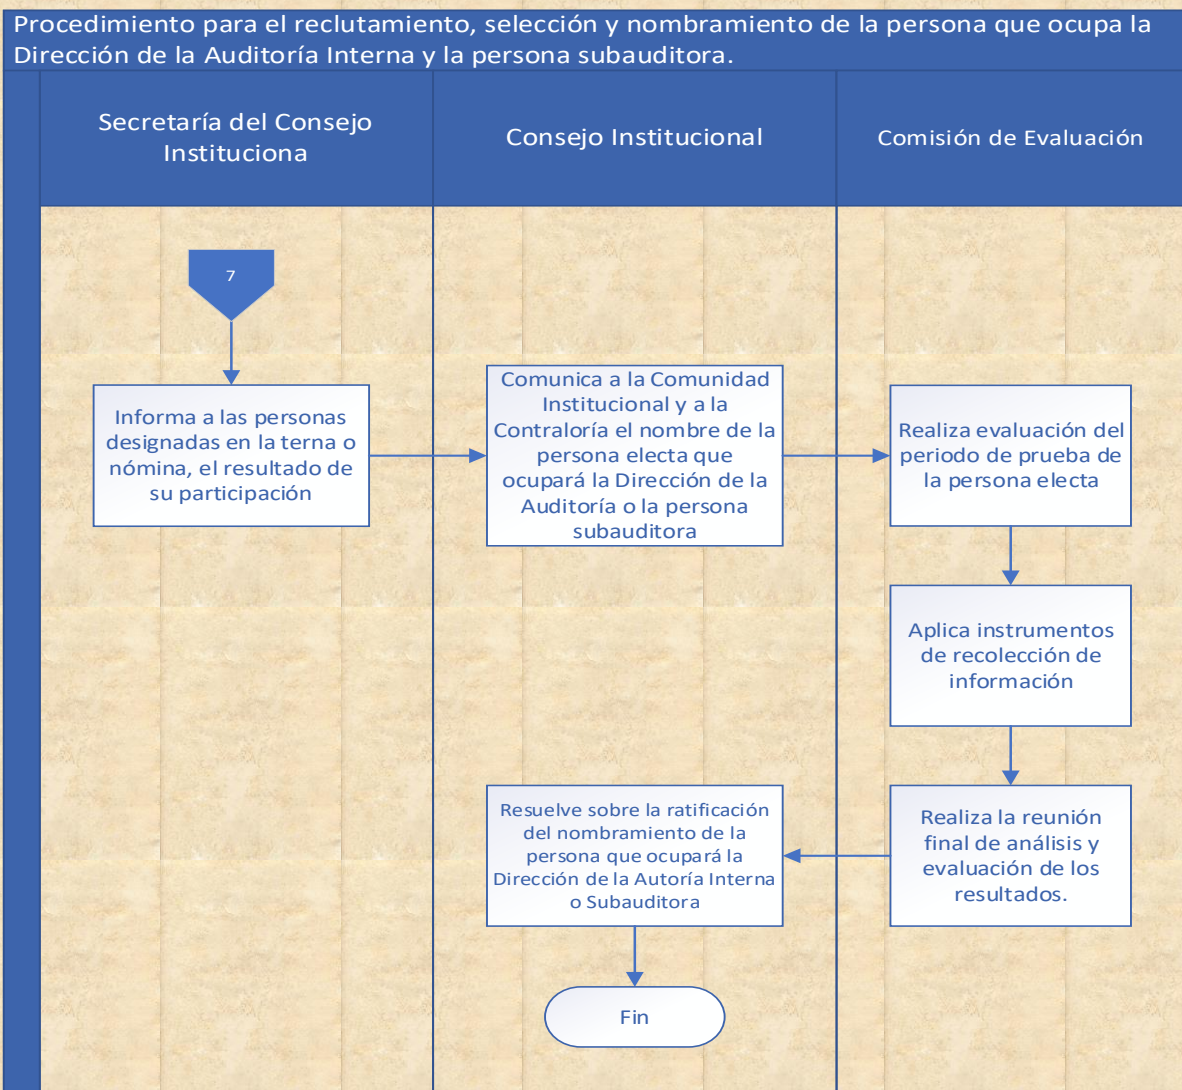 Procedimiento para el reclutamiento, selección y nombramiento de la persona que ocupa la
Dirección de la Auditoría Interna y la persona subauditora.
Secretaría del Consejo
Instituciona
Consejo Institucional
Comisión de Evaluación
7
Informa a las personas
designadas en la terna o
nómina, el resultado de
su participación
Comunica a la Comunidad
Institucional y a la
Contraloría el nombre de la
persona electa que
ocupará la Dirección de la
Auditoría o la persona
subauditora
Realiza evaluación del
periodo de prueba de
la persona electa
Aplica instrumentos
de recolección de
información
Realiza la reunión
final de análisis y
evaluación de los
resultados.
Resuelve sobre la ratificación
del nombramiento de la
persona que ocupará la
Dirección de la Autoría Interna
o Subauditora
Fin